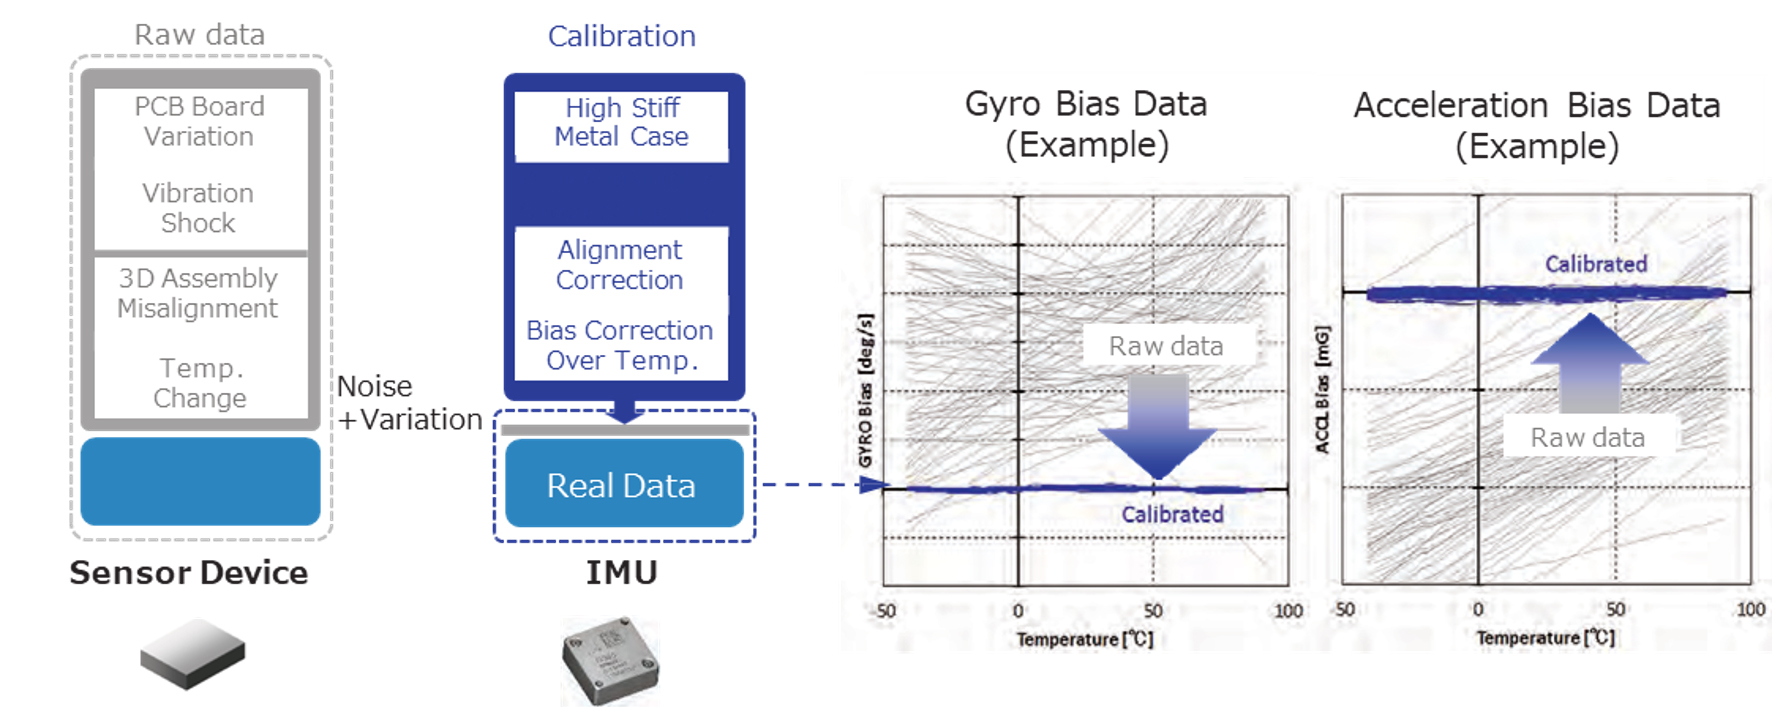 Raw data
PCB Board
Variation
Vibration
Shock
3D Assembly
Misalignment
Temp.
Change
Noise
+Variation
Sensor Device
Calibration
High Stiff
Metal Case
Alignment
Correction
Bias Correction
Over Temp.
Real Data
IMU
Gyro Bias Data
(Example)
GYRO Bias [deg/s]
Raw data
Calibrated
-50 0 50 100
Temperature [℃]
Acceleration Bias Data
(Example)
ACCL Bias [mG]
Calibrated
Raw data
-50 0 50 100
Temperature [℃]